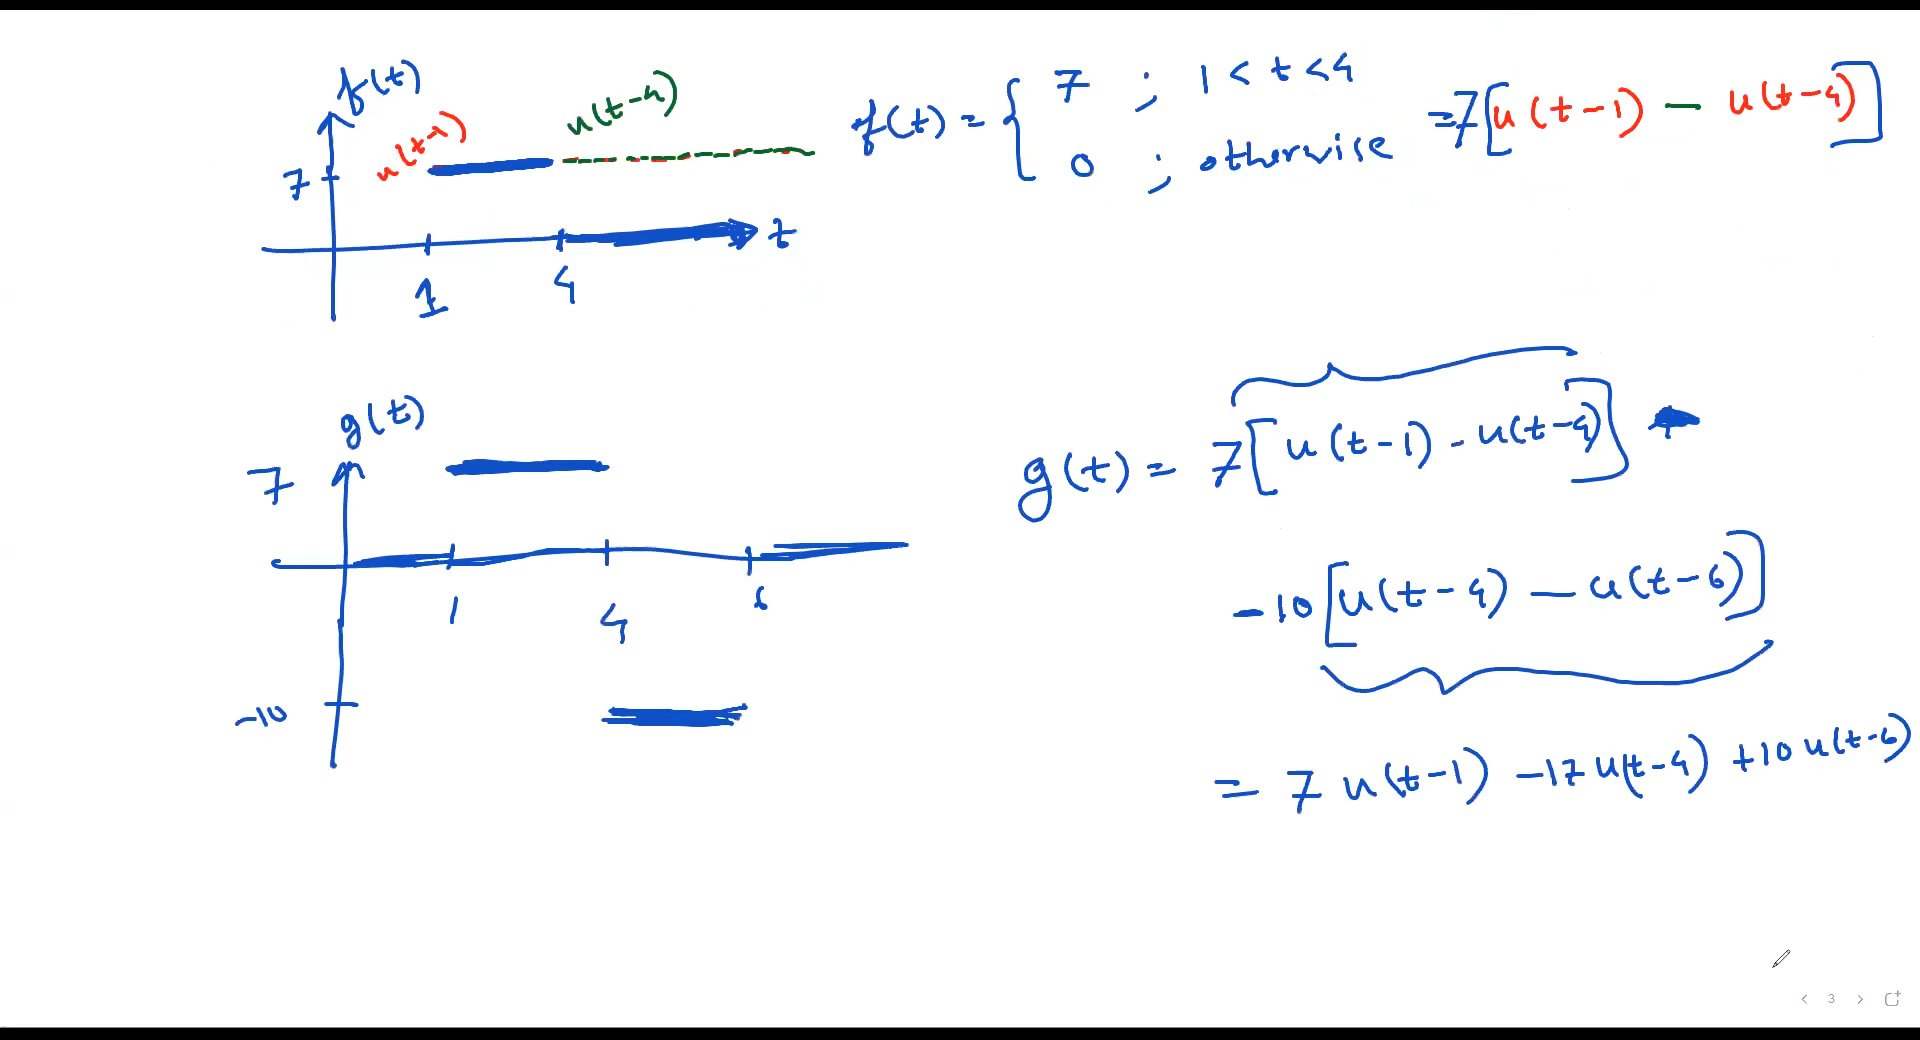 f(t)
u(t-1)
u(t-4)
7
1
4
t
f(t) = { 7 ; 1 < t < 4
0 ; otherwise
= 7[u(t-1) - u(t-4)]
g(t)
7
1
4
6
-10
g(t) = 7[u(t-1) - u(t-4)]
-10[u(t-4) - u(t-6)]
= 7 u(t-1) -17 u(t-4) +10 u(t-6)
3